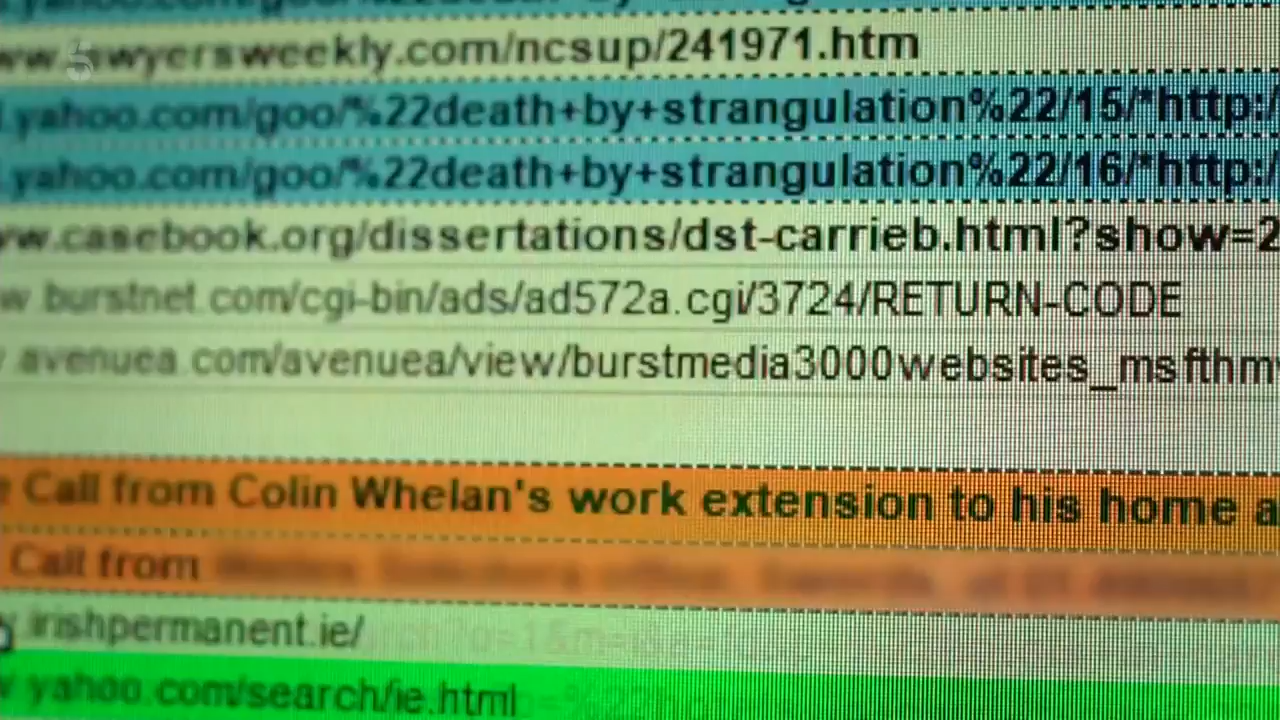 5
ww.lawyersweekly.com/ncsup/241971.htm
.yahoo.com/goo/%22death+by+strangulation%22/15/*http:/
.yahoo.com/goo/%22death+by+strangulation%22/16/*http:/
ww.casebook.org/dissertations/dst-carrieb.html?show=2
w.burstnet.com/cgi-bin/ads/ad572a.cgi/3724/RETURN-CODE
.avenuea.com/avenuea/view/burstmedia3000websites_msfthm
e Call from Colin Whelan's work extension to his home a
Call from
irishpermanent.ie/
yahoo.com/search/ie.html